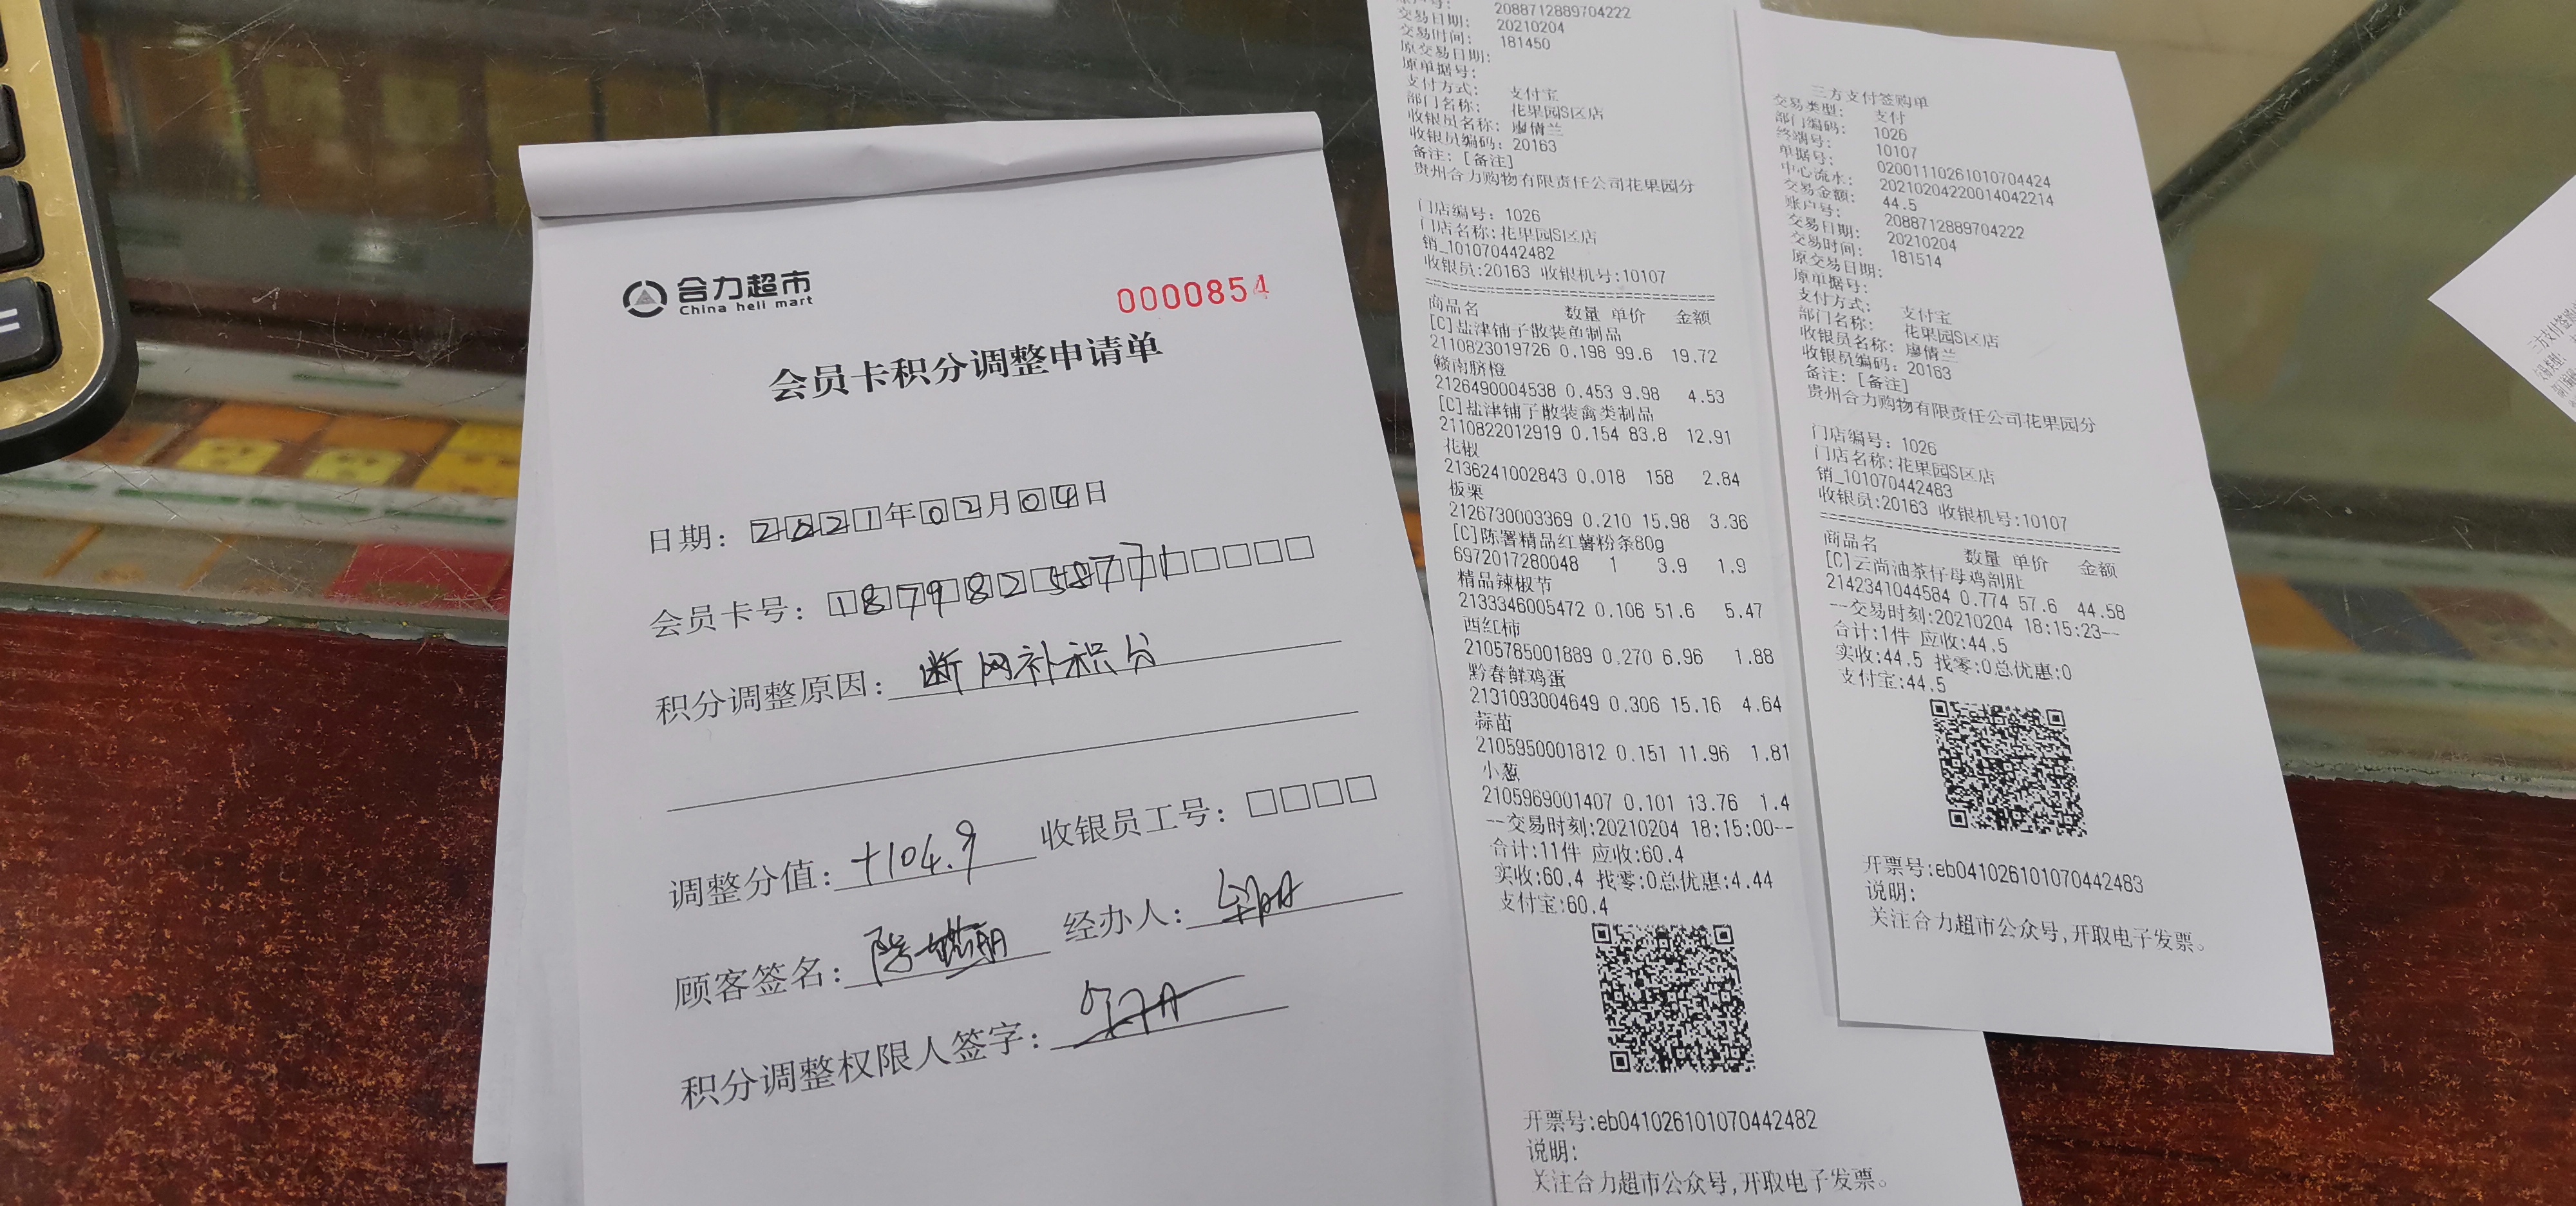 合力超市
China heli mart
0000854
会员卡积分调整申请单
日期：2021年02月04日
会员卡号：18798258771
积分调整原因：断网补积分
调整分值：+104.9 收银员工号：
顾客签名： 经办人：
积分调整权限人签字：
账户号： 2088712889704222
交易日期： 20210204
交易时间： 181450
原交易日期：
原单据号：
支付方式： 支付宝
部门名称： 花果园S区店
收银员名称：廖倩兰
收银员编码：20163
备注：[备注]
贵州合力购物有限责任公司花果园分
门店编号：1026
门店名称:花果园S区店
销_101070442482
收银员:20163 收银机号:10107
商品名 数量 单价 金额
[C]盐津铺子散装鱼制品
2110823019726 0.198 99.6 19.72
赣南脐橙
2126490004538 0.453 9.98 4.53
[C]盐津铺子散装禽类制品
2110822012919 0.154 83.8 12.91
花椒
2136241002843 0.018 158 2.84
板栗
2126730003369 0.210 15.98 3.36
[C]陈署精品红薯粉条80g
6972017280048 1 3.9 1.9
精品辣椒节
2133346005472 0.106 51.6 5.47
西红柿
2105785001889 0.270 6.96 1.88
黔春鲜鸡蛋
2131093004649 0.306 15.16 4.64
蒜苗
2105950001812 0.151 11.96 1.81
小葱
2105969001407 0.101 13.76 1.4
--交易时刻:20210204 18:15:00--
合计:11件 应收:60.4
实收:60.4 找零:0总优惠:4.44
支付宝:60.4
开票号:eb041026101070442482
说明:
关注合力超市公众号,开取电子发票。
三方支付签购单
交易类型： 支付
部门编码： 1026
终端号： 10107
单据号： 02001110261010704424
中心流水： 20210204220014042214
交易金额： 44.5
账户号： 2088712889704222
交易日期： 20210204
交易时间： 181514
原交易日期：
原单据号：
支付方式： 支付宝
部门名称： 花果园S区店
收银员名称：廖倩兰
收银员编码：20163
备注：[备注]
贵州合力购物有限责任公司花果园分
门店编号：1026
门店名称:花果园S区店
销_101070442483
收银员:20163 收银机号:10107
商品名 数量 单价 金额
[C]云尚油茶仔母鸡剖肚
2142341044584 0.774 57.6 44.58
--交易时刻:20210204 18:15:23--
合计:1件 应收:44.5
实收:44.5 找零:0总优惠:0
支付宝:44.5
开票号:eb041026101070442483
说明:
关注合力超市公众号,开取电子发票。